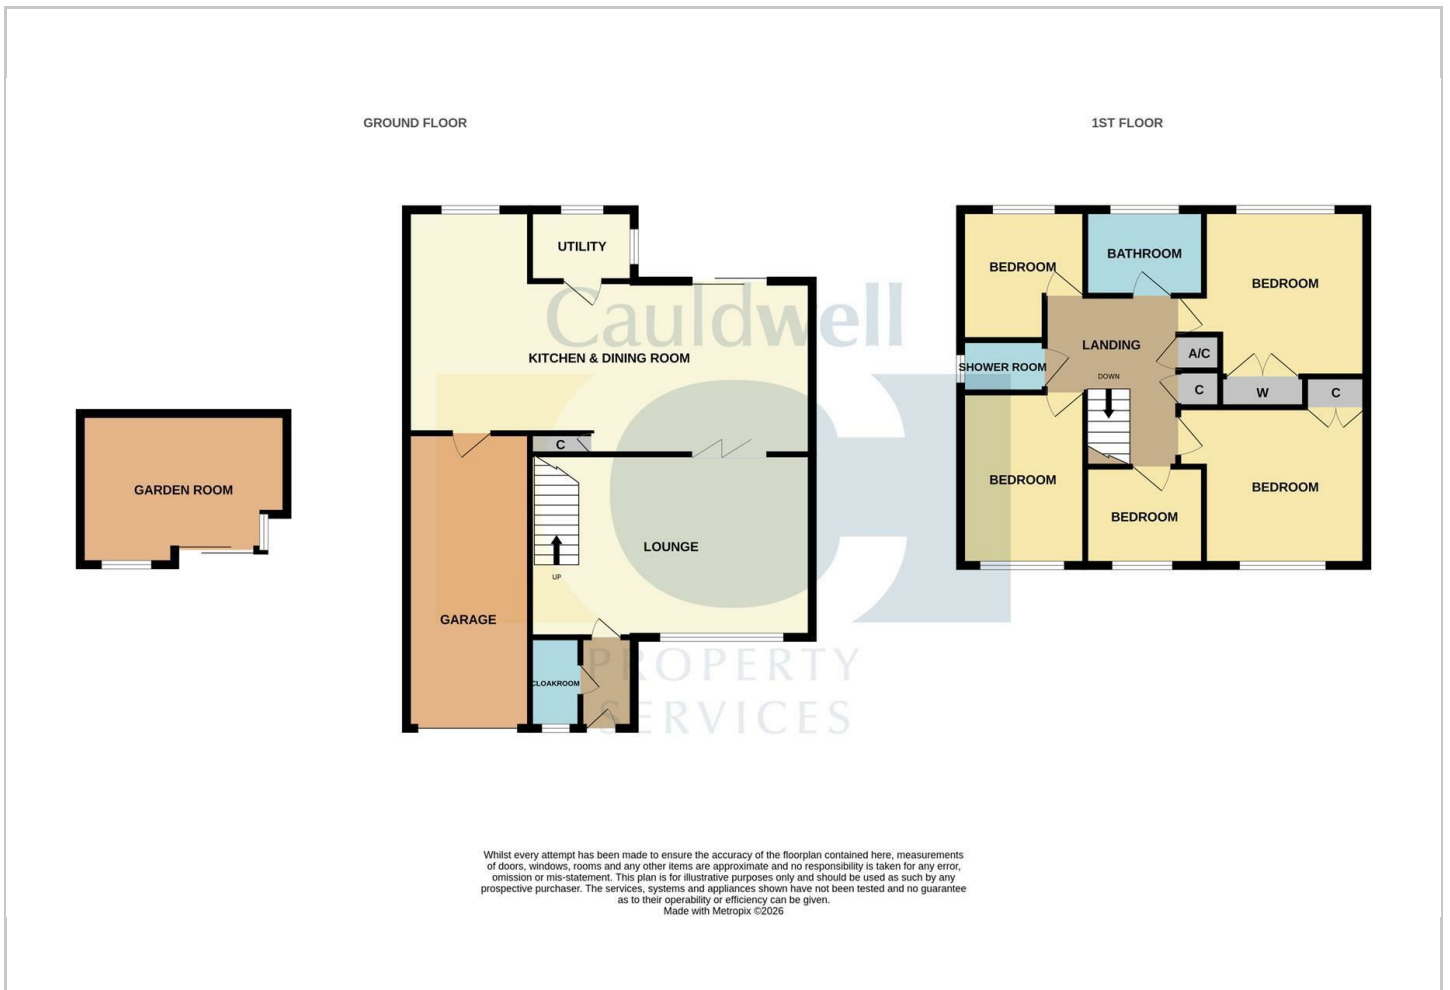 GROUND FLOOR
1ST FLOOR
UTILITY
KITCHEN & DINING ROOM
C
GARDEN ROOM
LOUNGE
UP
GARAGE
CLOAKROOM
BEDROOM
BATHROOM
BEDROOM
LANDING
A/C
SHOWER ROOM
DOWN
C
W
C
BEDROOM
BEDROOM
BEDROOM
Cauldwell
PROPERTY
SERVICES
Whilst every attempt has been made to ensure the accuracy of the floorplan contained here, measurements
of doors, windows, rooms and any other items are approximate and no responsibility is taken for any error,
omission or mis-statement. This plan is for illustrative purposes only and should be used as such by any
prospective purchaser. The services, systems and appliances shown have not been tested and no guarantee
as to their operability or efficiency can be given.
Made with Metropix ©2026